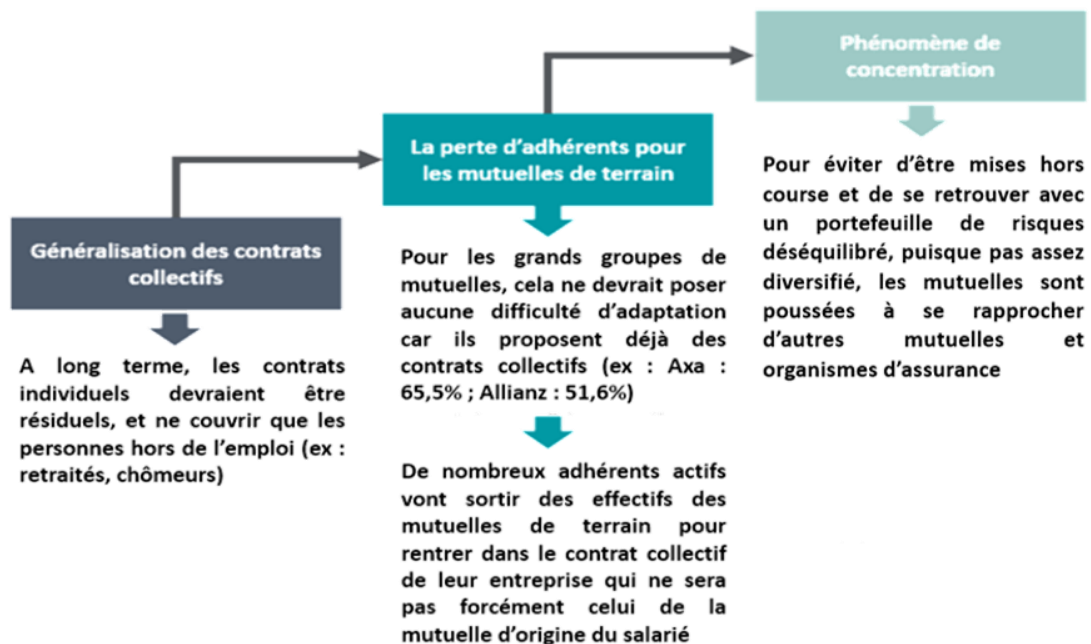 Généralisation des contrats
collectifs
A long terme, les contrats
individuels devraient être
résiduels, et ne couvrir que les
personnes hors de l'emploi (ex :
retraités, chômeurs)
La perte d'adhérents pour
les mutuelles de terrain
Pour les grands groupes de
mutuelles, cela ne devrait poser
aucune difficulté d'adaptation
car ils proposent déjà des
contrats collectifs (ex : Axa :
65,5% ; Allianz : 51,6%)
De nombreux adhérents actifs
vont sortir des effectifs des
mutuelles de terrain pour
rentrer dans le contrat collectif
de leur entreprise qui ne sera
pas forcément celui de la
mutuelle d'origine du salarié
Phénomène de
concentration
Pour éviter d'être mises hors
course et de se retrouver avec
un portefeuille de risques
déséquilibré, puisque pas assez
diversifié, les mutuelles sont
poussées à se rapprocher
d'autres mutuelles et
organismes d'assurance